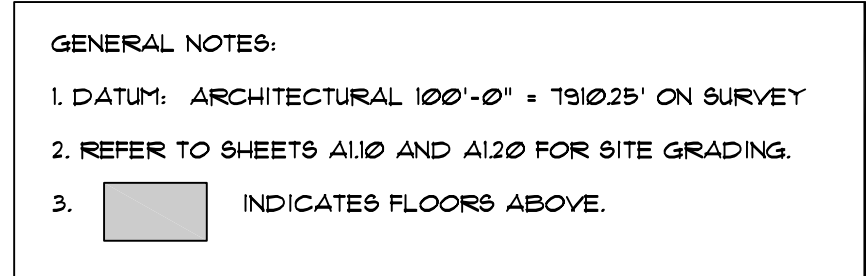 GENERAL NOTES:
1. DATUM: ARCHITECTURAL 100'-0" = 7910.25' ON SURVEY
2. REFER TO SHEETS A1.10 AND A1.20 FOR SITE GRADING.
3. INDICATES FLOORS ABOVE.